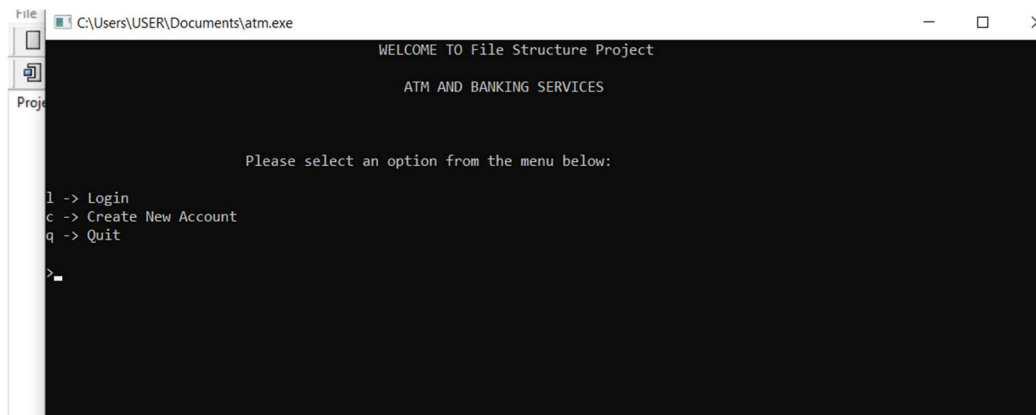 File
C:\Users\USER\Documents\atm.exe
WELCOME TO File Structure Project
ATM AND BANKING SERVICES
Proje
Please select an option from the menu below:
l -> Login
c -> Create New Account
q -> Quit
>